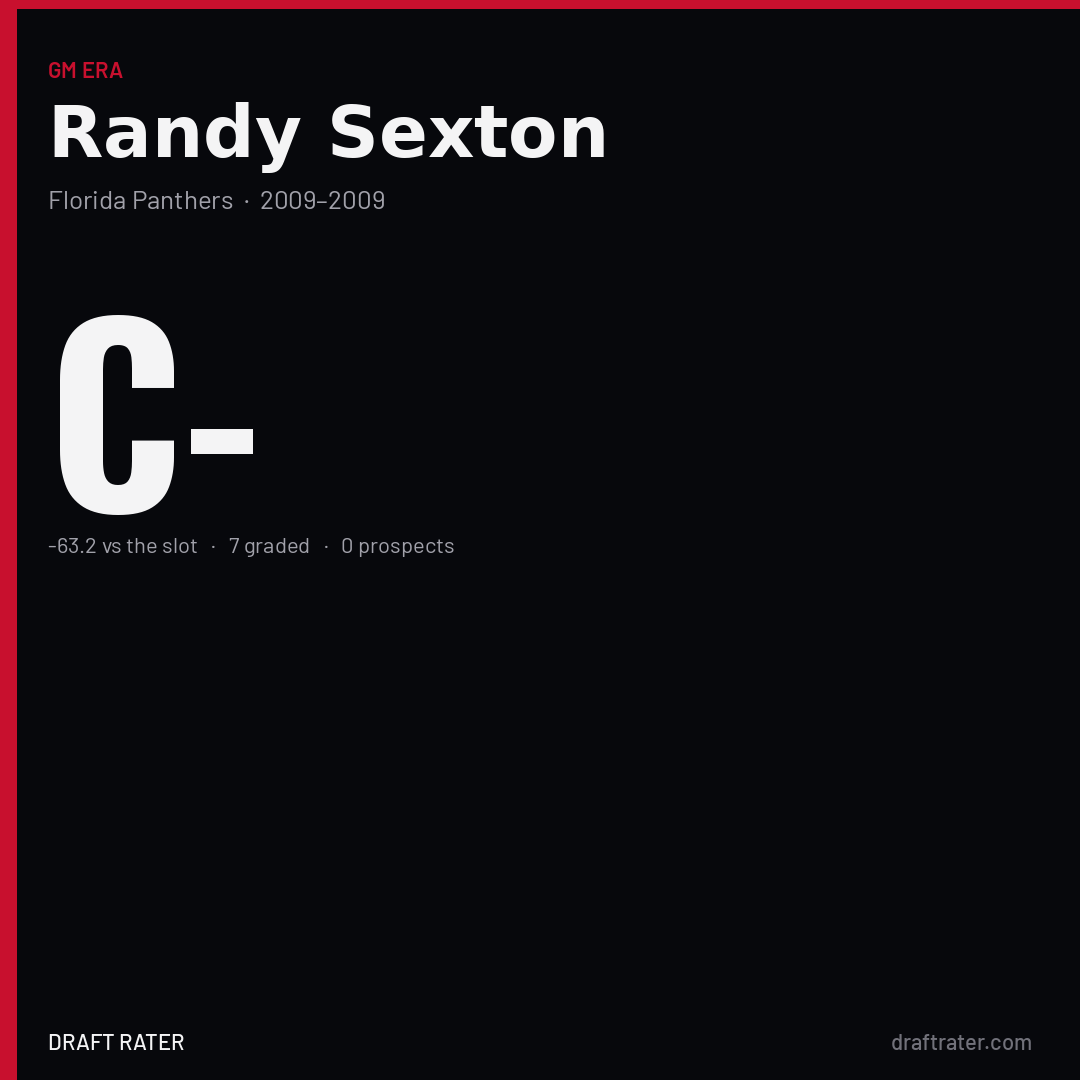 GM ERA
Randy Sexton
Florida Panthers · 2009–2009
C-
-63.2 vs the slot · 7 graded · 0 prospects
DRAFT RATER
draftrater.com